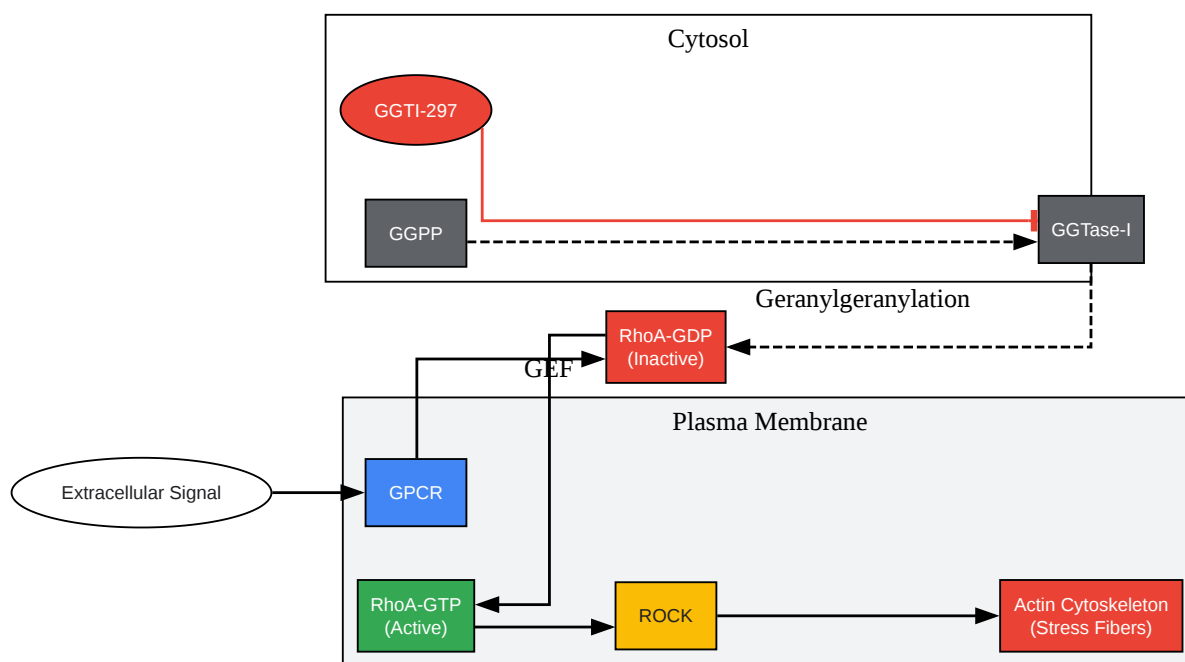 Cytosol
GGTI-297
GGPP
GGTase-I
Geranylgeranylation
RhoA-GDP
(Inactive)
GEF
Plasma Membrane
Extracellular Signal
GPCR
RhoA-GTP
(Active)
ROCK
Actin Cytoskeleton
(Stress Fibers)